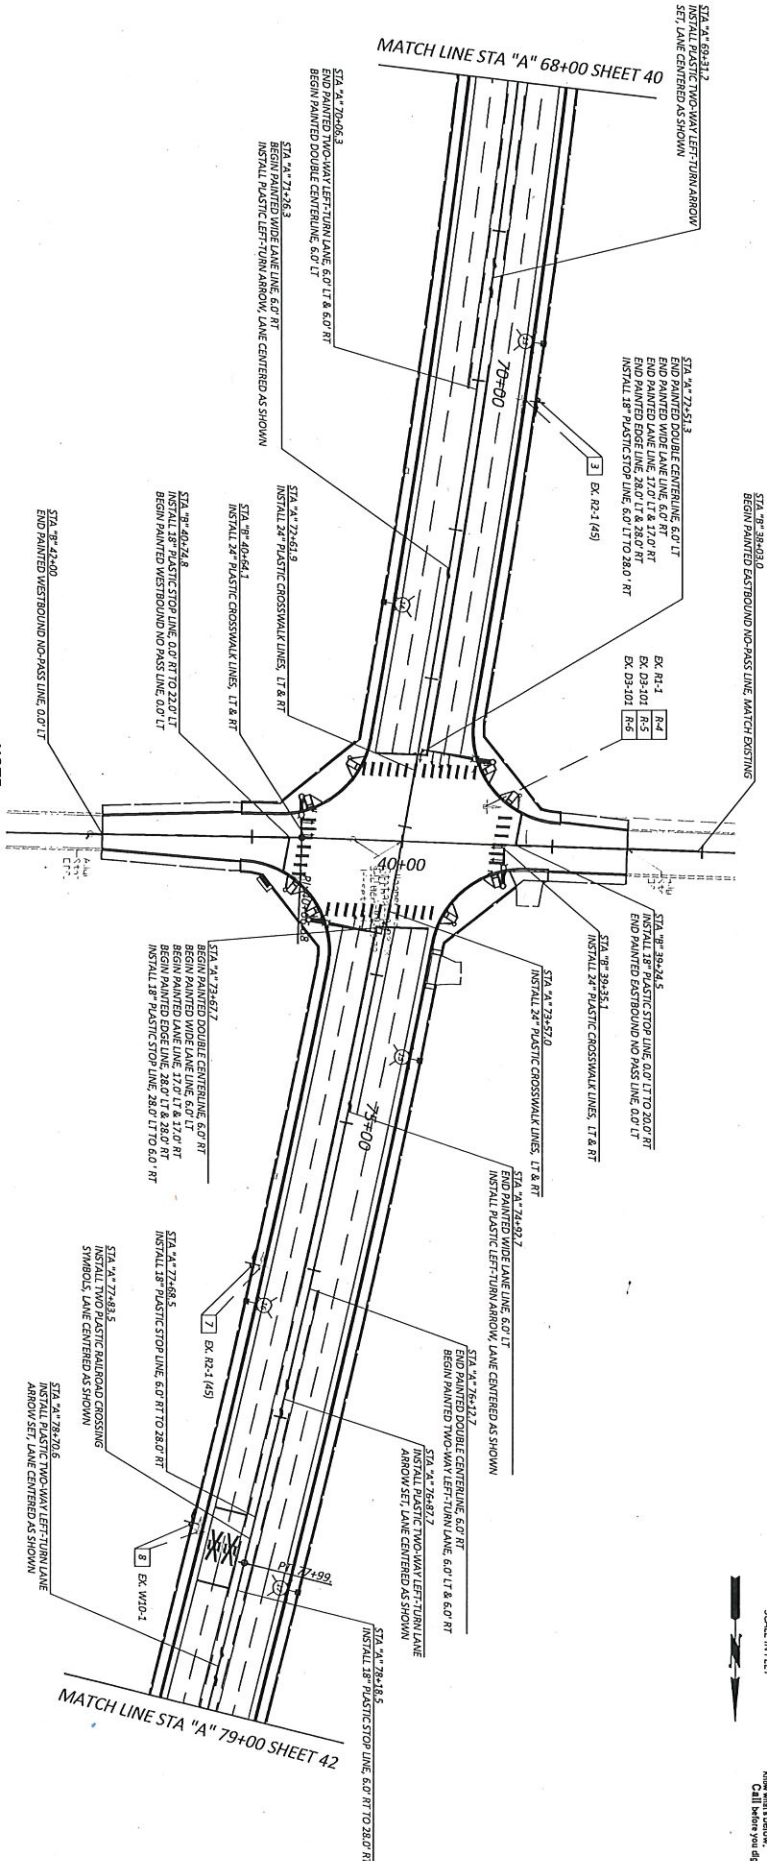 MATCH LINE STA "A" 68+00 SHEET 40
STA "A" 69+31.2
INSTALL PLASTIC TWO-WAY LEFT-TURN ARROW
SET, LANE CENTERED AS SHOWN
STA "A" 70+06.3
END PAINTED TWO-WAY LEFT-TURN LANE, 6.0' LT & 6.0' RT
BEGIN PAINTED DOUBLE CENTERLINE, 6.0' LT
STA "A" 71+26.3
BEGIN PAINTED WIDE LANE LINE, 6.0' RT
INSTALL PLASTIC LEFT-TURN ARROW, LANE CENTERED AS SHOWN
70+00
3 EX. R2-1 (45)
STA "A" 72+51.3
END PAINTED DOUBLE CENTERLINE, 6.0' LT
END PAINTED WIDE LANE LINE, 6.0' RT
END PAINTED LANE LINE, 17.0' LT & 17.0' RT
END PAINTED EDGE LINE, 28.0' LT & 28.0' RT
INSTALL 18" PLASTIC STOP LINE, 6.0' LT TO 28.0' RT
EX. R1-1 R-4
EX. D3-101 R-5
EX. D3-101 R-6
STA "B" 38+03.0
BEGIN PAINTED EASTBOUND NO-PASS LINE, MATCH EXISTING
STA "A" 72+61.9
INSTALL 24" PLASTIC CROSSWALK LINES, LT & RT
STA "B" 40+64.1
INSTALL 24" PLASTIC CROSSWALK LINES, LT & RT
STA "B" 40+74.8
INSTALL 18" PLASTIC STOP LINE, 0.0' RT TO 22.0' LT
BEGIN PAINTED WESTBOUND NO PASS LINE, 0.0' LT
STA "B" 42+00
END PAINTED WESTBOUND NO-PASS LINE, 0.0' LT
40+00
STA "B" 39+24.5
INSTALL 18" PLASTIC STOP LINE, 0.0' LT TO 20.0' RT
END PAINTED EASTBOUND NO PASS LINE, 0.0' LT
STA "B" 39+35.1
INSTALL 24" PLASTIC CROSSWALK LINES, LT & RT
STA "A" 73+57.0
INSTALL 24" PLASTIC CROSSWALK LINES, LT & RT
STA "A" 73+67.7
BEGIN PAINTED DOUBLE CENTERLINE, 6.0' RT
BEGIN PAINTED WIDE LANE LINE, 6.0' LT
BEGIN PAINTED LANE LINE, 17.0' LT & 17.0' RT
BEGIN PAINTED EDGE LINE, 28.0' LT & 28.0' RT
INSTALL 18" PLASTIC STOP LINE, 28.0' LT TO 6.0' RT
STA "A" 74+92.7
END PAINTED WIDE LANE LINE, 6.0' LT
INSTALL PLASTIC LEFT-TURN ARROW, LANE CENTERED AS SHOWN
75+00
STA "A" 76+12.7
END PAINTED DOUBLE CENTERLINE, 6.0' RT
BEGIN PAINTED TWO-WAY LEFT-TURN LANE, 6.0' LT & 6.0' RT
STA "A" 76+87.7
INSTALL PLASTIC TWO-WAY LEFT-TURN LANE
ARROW SET, LANE CENTERED AS SHOWN
7 EX. R2-1 (45)
STA "A" 77+68.5
INSTALL 18" PLASTIC STOP LINE, 6.0' RT TO 28.0' RT
STA "A" 77+83.5
INSTALL TWO PLASTIC RAILROAD CROSSING
SYMBOLS, LANE CENTERED AS SHOWN
PT 77+99.
8 EX. W10-1
STA "A" 78+18.5
INSTALL 18" PLASTIC STOP LINE, 6.0' RT TO 28.0' RT
STA "A" 78+70.6
INSTALL PLASTIC TWO-WAY LEFT-TURN LANE
ARROW SET, LANE CENTERED AS SHOWN
MATCH LINE STA "A" 79+00 SHEET 42
N
SCALE IN FEET
Know what's below.
Call before you dig
NOTE